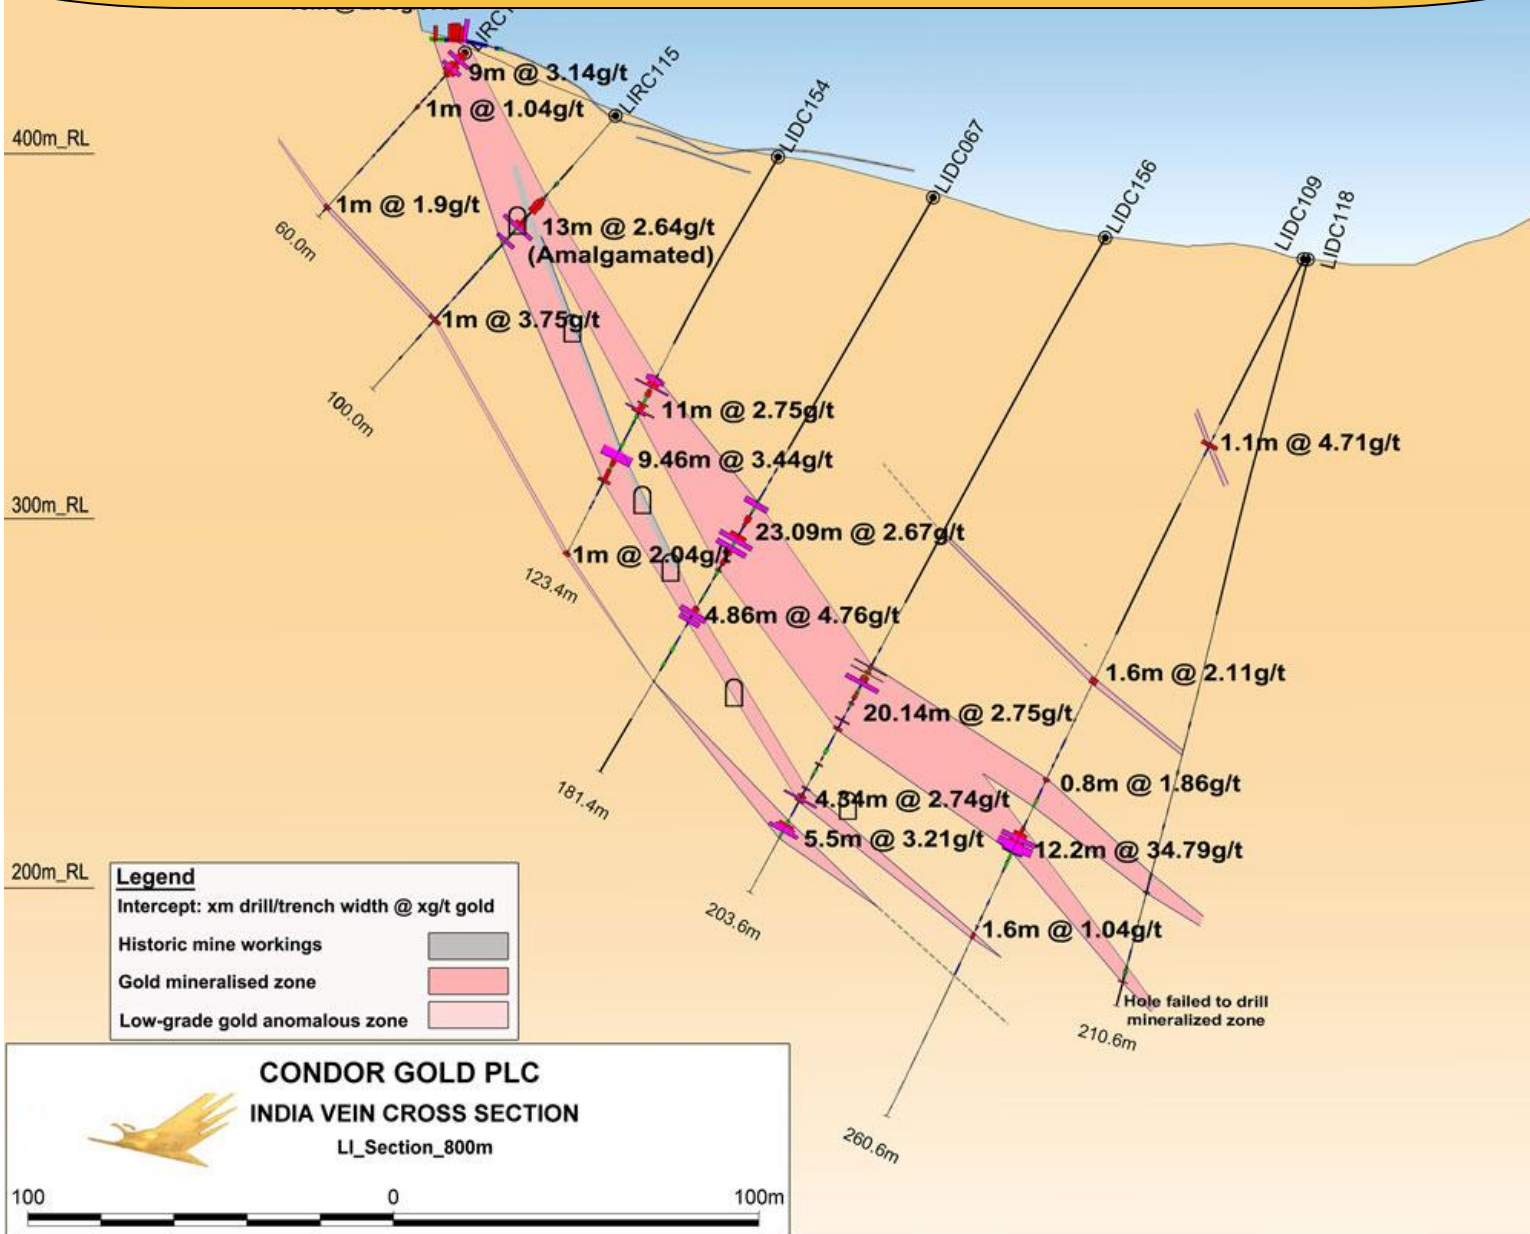 9m @ 3.14g/t
LIRC115
1m @ 1.04g/t
LIDC154
400m_RL
LIDC067
LIDC156
LIDC109
LIDC118
1m @ 1.9g/t
60.0m
13m @ 2.64g/t
(Amalgamated)
1m @ 3.75g/t
100.0m
11m @ 2.75g/t
1.1m @ 4.71g/t
9.46m @ 3.44g/t
300m_RL
23.09m @ 2.67g/t
1m @ 2.04g/t
123.4m
4.86m @ 4.76g/t
1.6m @ 2.11g/t
20.14m @ 2.75g/t
181.4m
0.8m @ 1.86g/t
4.34m @ 2.74g/t
5.5m @ 3.21g/t
12.2m @ 34.79g/t
200m_RL
203.6m
1.6m @ 1.04g/t
Hole failed to drill
mineralized zone
210.6m
260.6m
Legend
Intercept: xm drill/trench width @ xg/t gold
Historic mine workings
Gold mineralised zone
Low-grade gold anomalous zone
CONDOR GOLD PLC
INDIA VEIN CROSS SECTION
LI_Section_800m
100 0 100m